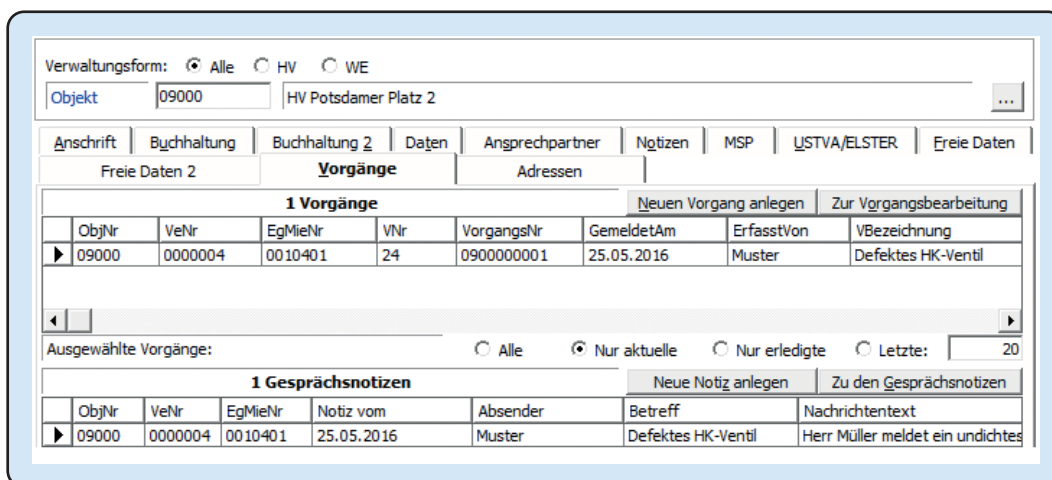 Verwaltungsform: Alle HV WE
Objekt 09000 HV Potsdamer Platz 2 ...
Anschrift Buchhaltung Buchhaltung 2 Daten Ansprechpartner Notizen MSP USTVA/ELSTER Freie Daten
Freie Daten 2 Vorgänge Adressen
1 Vorgänge Neuen Vorgang anlegen Zur Vorgangsbearbeitung
ObjNr VeNr EgMieNr VNr VorgangsNr GemeldetAm ErfasstVon VBezeichnung
09000 0000004 0010401 24 0900000001 25.05.2016 Muster Defektes HK-Ventil
Ausgewählte Vorgänge: Alle Nur aktuelle Nur erledigte Letzte: 20
1 Gesprächsnotizen Neue Notiz anlegen Zu den Gesprächsnotizen
ObjNr VeNr EgMieNr Notiz vom Absender Betreff Nachrichtentext
09000 0000004 0010401 25.05.2016 Muster Defektes HK-Ventil Herr Müller meldet ein undichtes